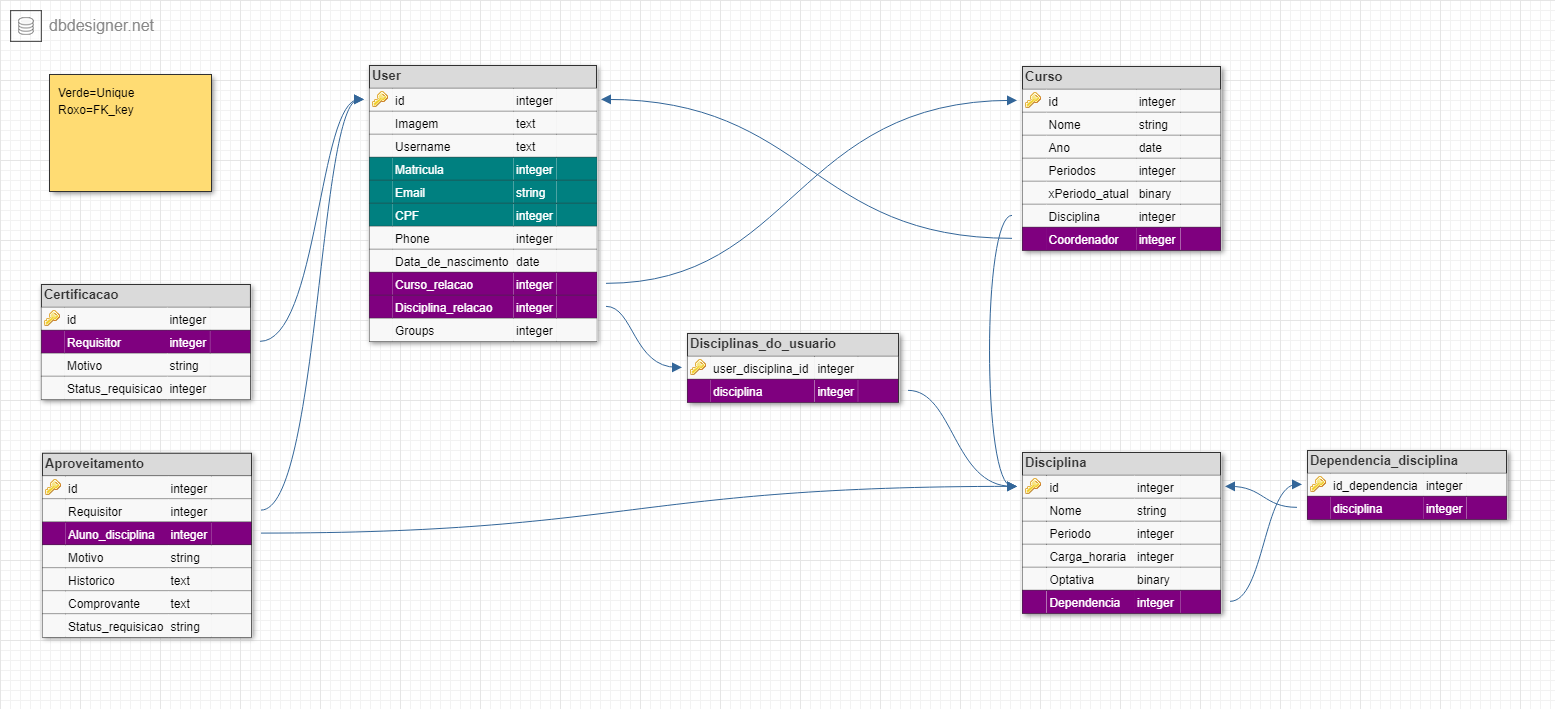 dbdesigner.net
Verde=Unique
Roxo=FK_key
User
id integer
Imagem text
Username text
Matricula integer
Email string
CPF integer
Phone integer
Data_de_nascimento date
Curso_relacao integer
Disciplina_relacao integer
Groups integer
Curso
id integer
Nome string
Ano date
Periodos integer
xPeriodo_atual binary
Disciplina integer
Coordenador integer
Certificacao
id integer
Requisitor integer
Motivo string
Status_requisicao integer
Disciplinas_do_usuario
user_disciplina_id integer
disciplina integer
Aproveitamento
id integer
Requisitor integer
Aluno_disciplina integer
Motivo string
Historico text
Comprovante text
Status_requisicao string
Disciplina
id integer
Nome string
Periodo integer
Carga_horaria integer
Optativa binary
Dependencia integer
Dependencia_disciplina
id_dependencia integer
disciplina integer